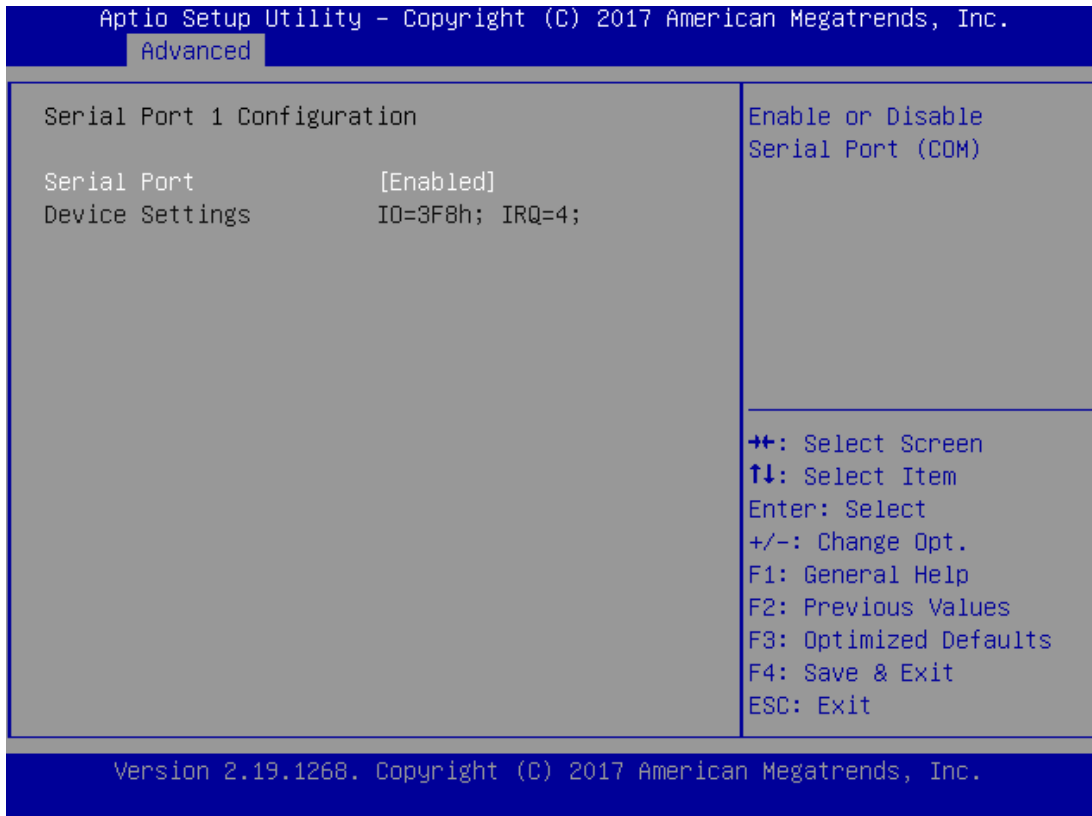 Aptio Setup Utility – Copyright (C) 2017 American Megatrends, Inc.
Advanced
Serial Port 1 Configuration
Serial Port [Enabled]
Device Settings IO=3F8h; IRQ=4;
Enable or Disable
Serial Port (COM)
→←: Select Screen
↑↓: Select Item
Enter: Select
+/-: Change Opt.
F1: General Help
F2: Previous Values
F3: Optimized Defaults
F4: Save & Exit
ESC: Exit
Version 2.19.1268. Copyright (C) 2017 American Megatrends, Inc.